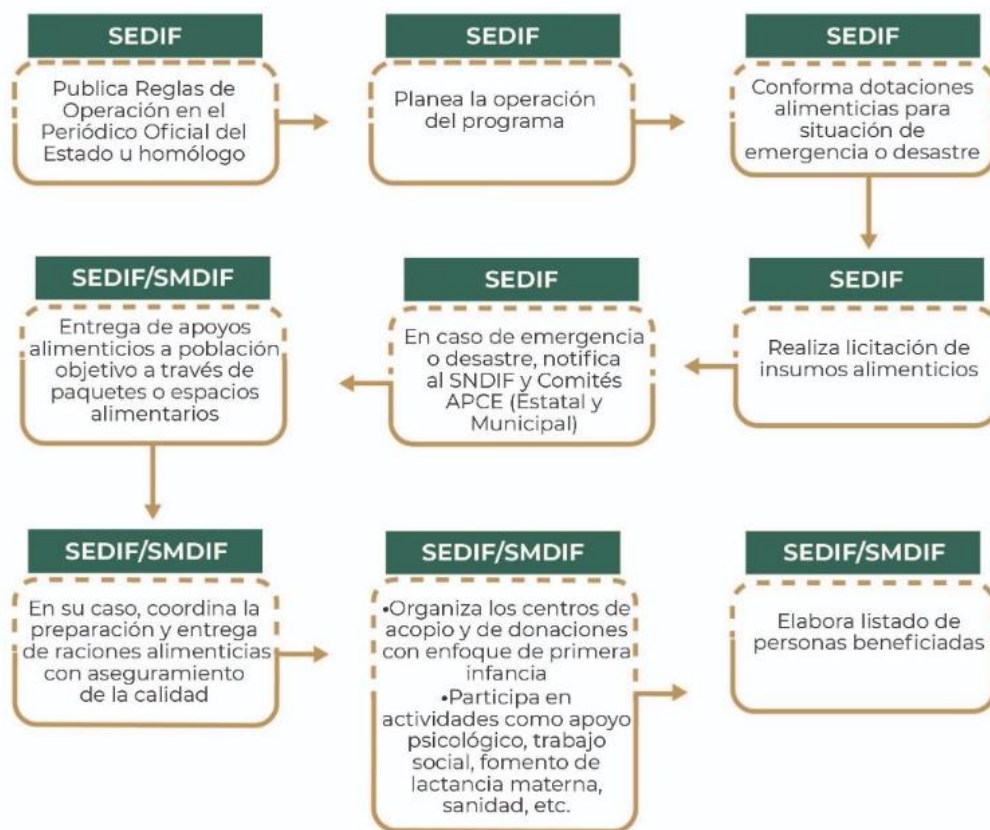 SEDIF
Publica Reglas de
Operación en el
Periódico Oficial del
Estado u homólogo
SEDIF
Planea la operación
del programa
SEDIF
Conforma dotaciones
alimenticias para
situación de
emergencia o desastre
SEDIF
Realiza licitación de
insumos alimenticios
SEDIF
En caso de emergencia
o desastre, notifica
al SNDIF y Comités
APCE (Estatal y
Municipal)
SEDIF/SMDIF
Entrega de apoyos
alimenticios a población
objetivo a través de
paquetes o espacios
alimentarios
SEDIF/SMDIF
En su caso, coordina la
preparación y entrega
de raciones alimenticias
con aseguramiento
de la calidad
SEDIF/SMDIF
•Organiza los centros de
acopio y de donaciones
con enfoque de primera
infancia
•Participa en
actividades como apoyo
psicológico, trabajo
social, fomento de
lactancia materna,
sanidad, etc.
SEDIF/SMDIF
Elabora listado de
personas beneficiadas